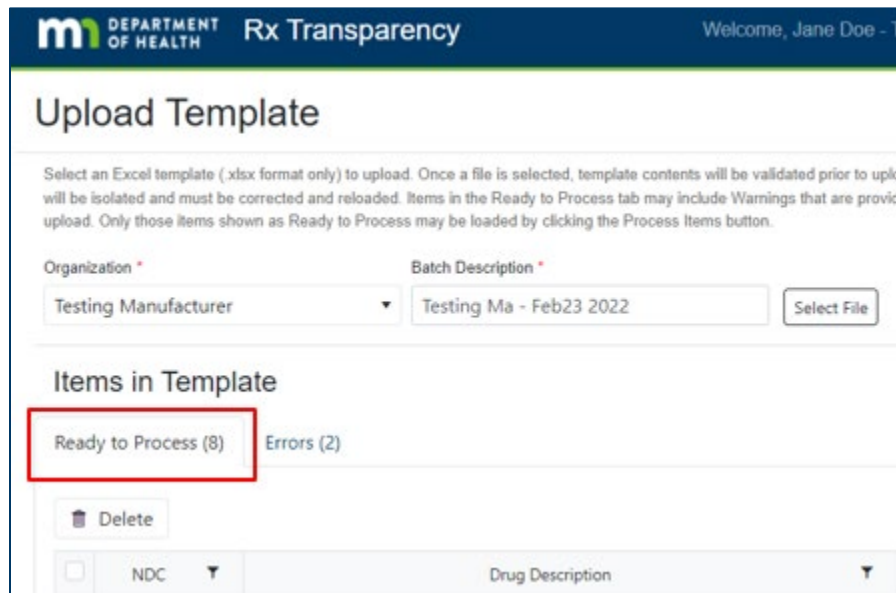 DEPARTMENT
OF HEALTH
Rx Transparency
Welcome, Jane Doe -
Upload Template
Select an Excel template (.xlsx format only) to upload. Once a file is selected, template contents will be validated prior to
will be isolated and must be corrected and reloaded. Items in the Ready to Process tab may include Warnings that are
upload. Only those items shown as Ready to Process may be loaded by clicking the Process Items button.
Organization *
Batch Description *
Testing Manufacturer
Testing Ma - Feb23 2022
Select File
Items in Template
Ready to Process (8)
Errors (2)
Delete
NDC
Drug Description